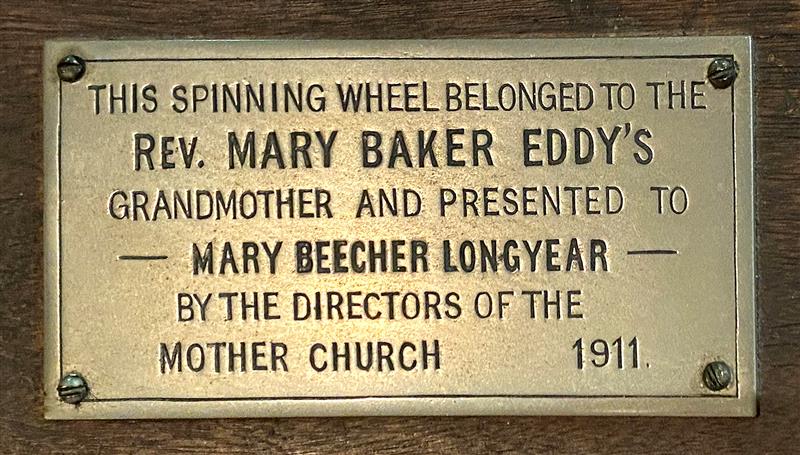 THIS SPINNING WHEEL BELONGED TO THE
REV. MARY BAKER EDDY'S
GRANDMOTHER AND PRESENTED TO
— MARY BEECHER LONGYEAR —
BY THE DIRECTORS OF THE
MOTHER CHURCH 1911.